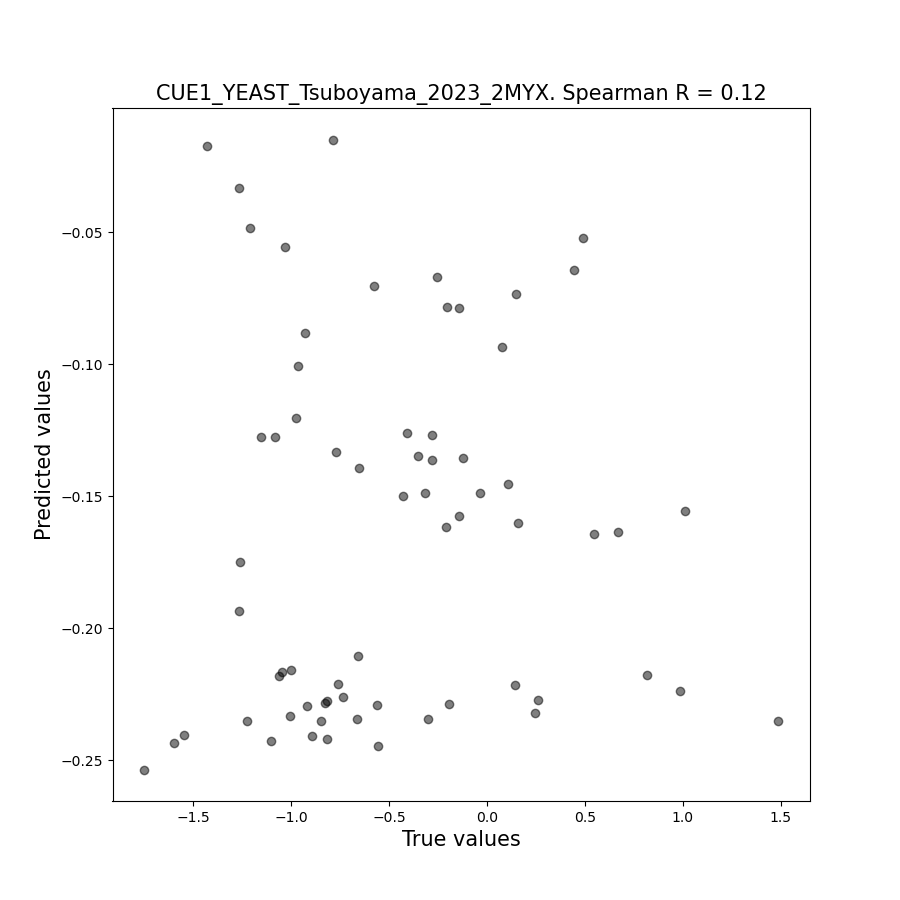 CUE1_YEAST_Tsuboyama_2023_2MYX. Spearman R = 0.12
Predicted values
−0.05
−0.10
−0.15
−0.20
−0.25
−1.5 −1.0 −0.5 0.0 0.5 1.0 1.5
True values